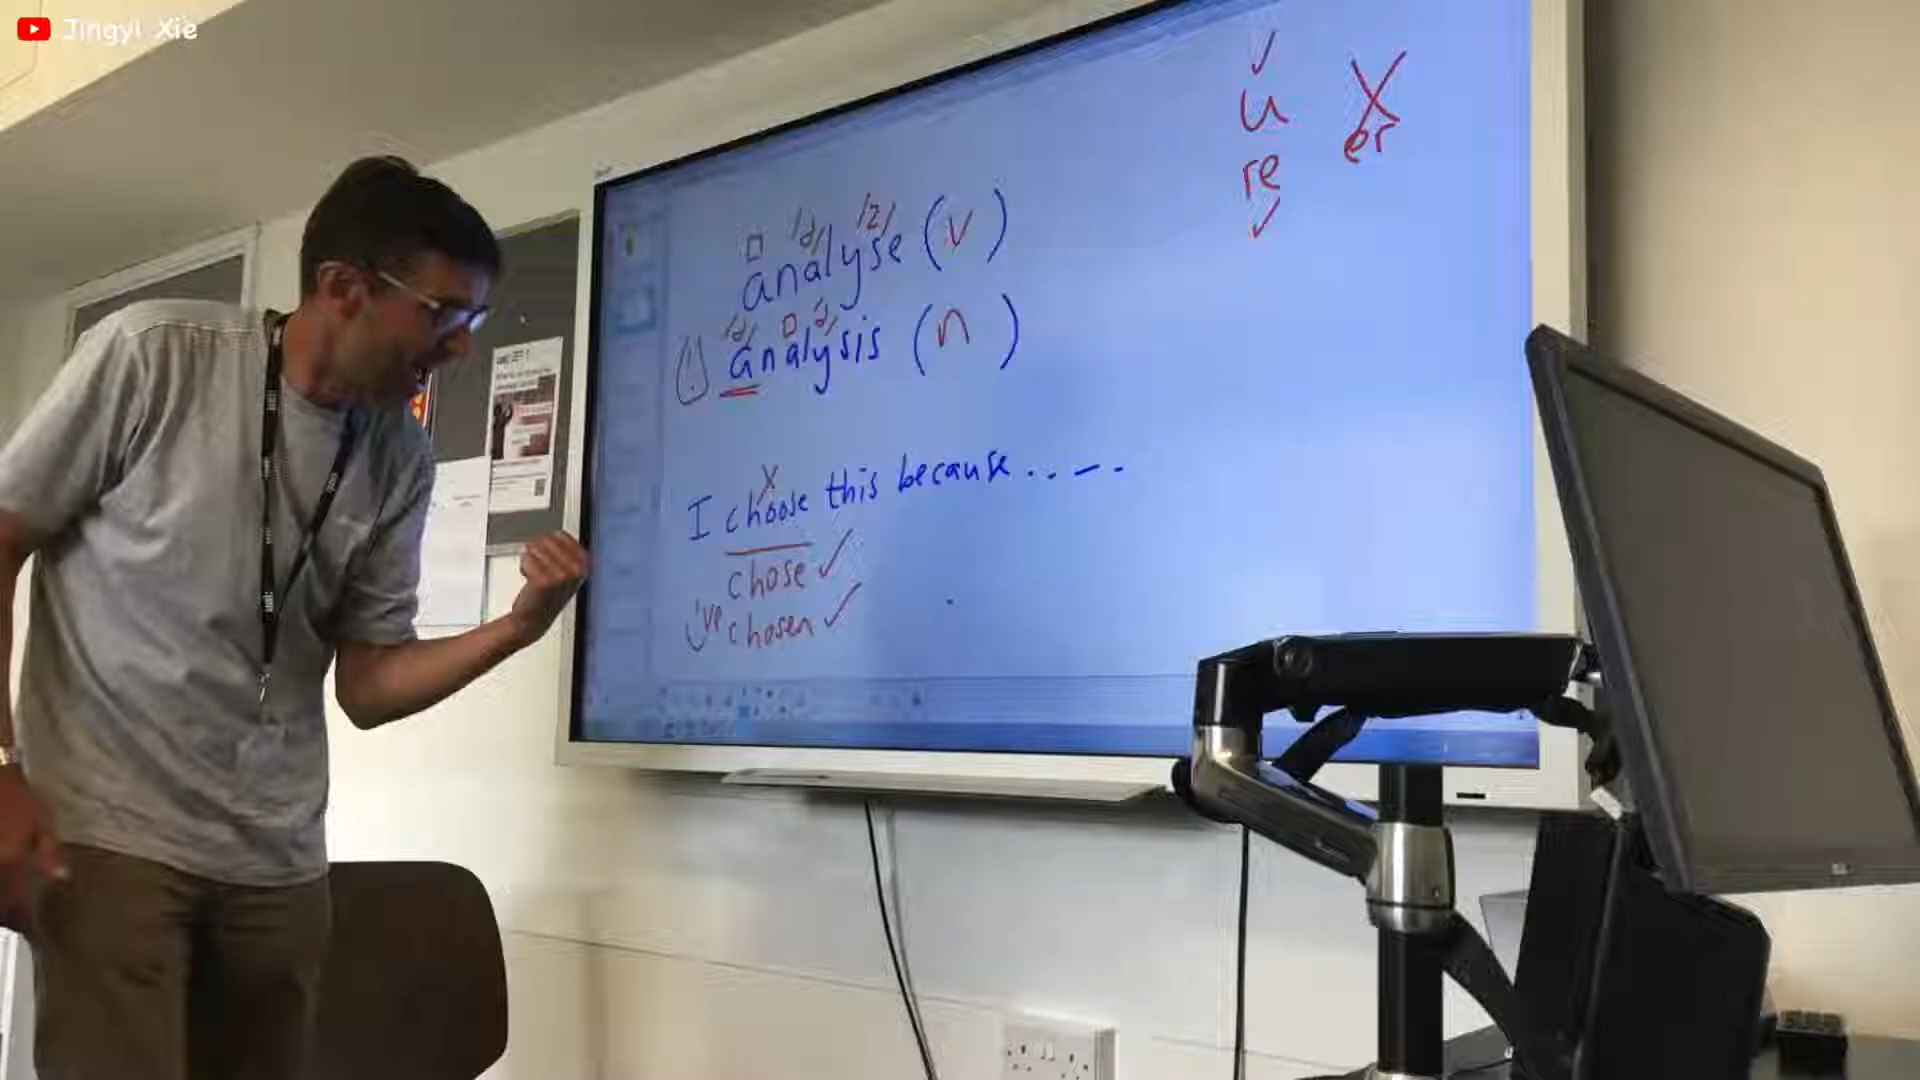 Jingyi Xie
✓ X
u er
re
✓
/ə/ /z/
analyse (v)
/ə/ /ə/
(!) analysis (n)
X
I choose this because.....
chose ✓
I've chosen ✓